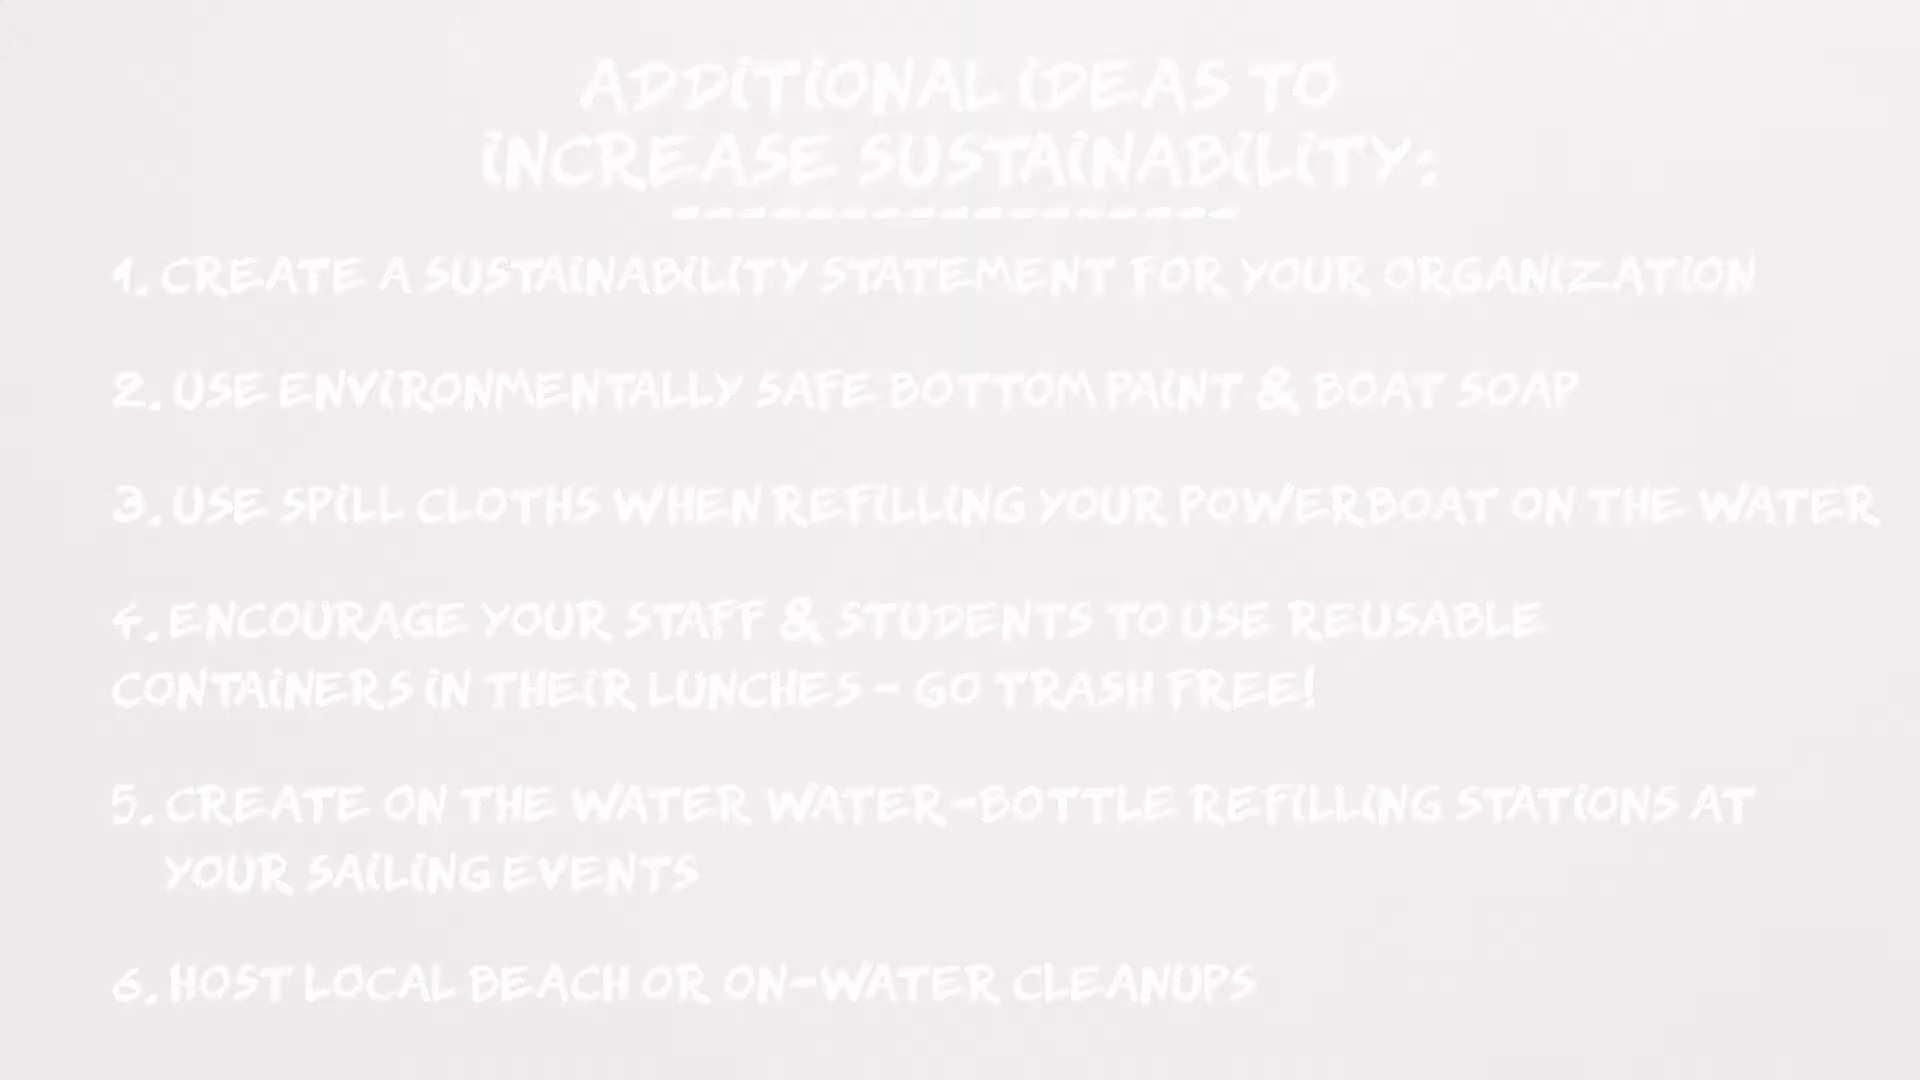 ADDITIONAL IDEAS TO
INCREASE SUSTAINABILITY:
-----------------
1. CREATE A SUSTAINABILITY STATEMENT FOR YOUR ORGANIZATION
2. USE ENVIRONMENTALLY SAFE BOTTOM PAINT & BOAT SOAP
3. USE SPILL CLOTHS WHEN REFILLING YOUR POWERBOAT ON THE WATER
4. ENCOURAGE YOUR STAFF & STUDENTS TO USE REUSABLE
CONTAINERS IN THEIR LUNCHES - GO TRASH FREE!
5. CREATE ON THE WATER WATER-BOTTLE REFILLING STATIONS AT
YOUR SAILING EVENTS
6. HOST LOCAL BEACH OR ON-WATER CLEANUPS